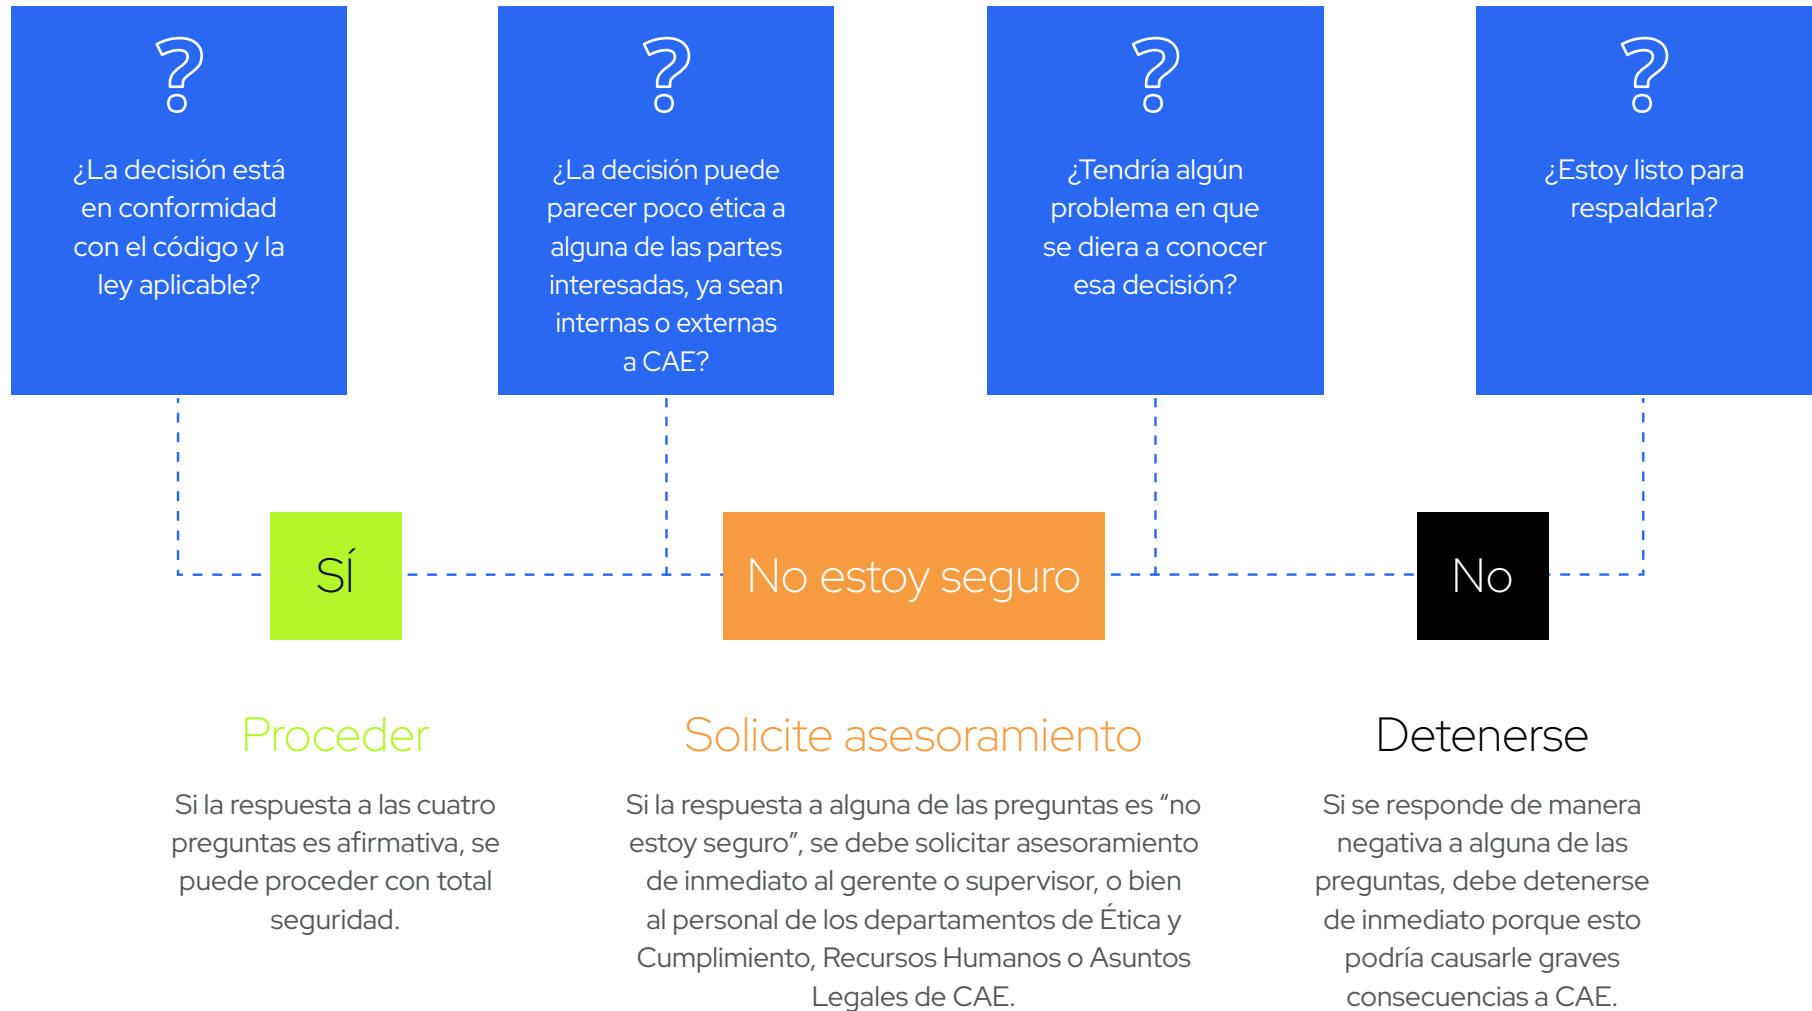 ?
¿La decisión está
en conformidad
con el código y la
ley aplicable?
?
¿La decisión puede
parecer poco ética a
alguna de las partes
interesadas, ya sean
internas o externas
a CAE?
?
¿Tendría algún
problema en que
se diera a conocer
esa decisión?
?
¿Estoy listo para
respaldarla?
SÍ
No estoy seguro
No
Proceder
Si la respuesta a las cuatro
preguntas es afirmativa, se
puede proceder con total
seguridad.
Solicite asesoramiento
Si la respuesta a alguna de las preguntas es “no
estoy seguro”, se debe solicitar asesoramiento
de inmediato al gerente o supervisor, o bien
al personal de los departamentos de Ética y
Cumplimiento, Recursos Humanos o Asuntos
Legales de CAE.
Detenerse
Si se responde de manera
negativa a alguna de las
preguntas, debe detenerse
de inmediato porque esto
podría causarle graves
consecuencias a CAE.